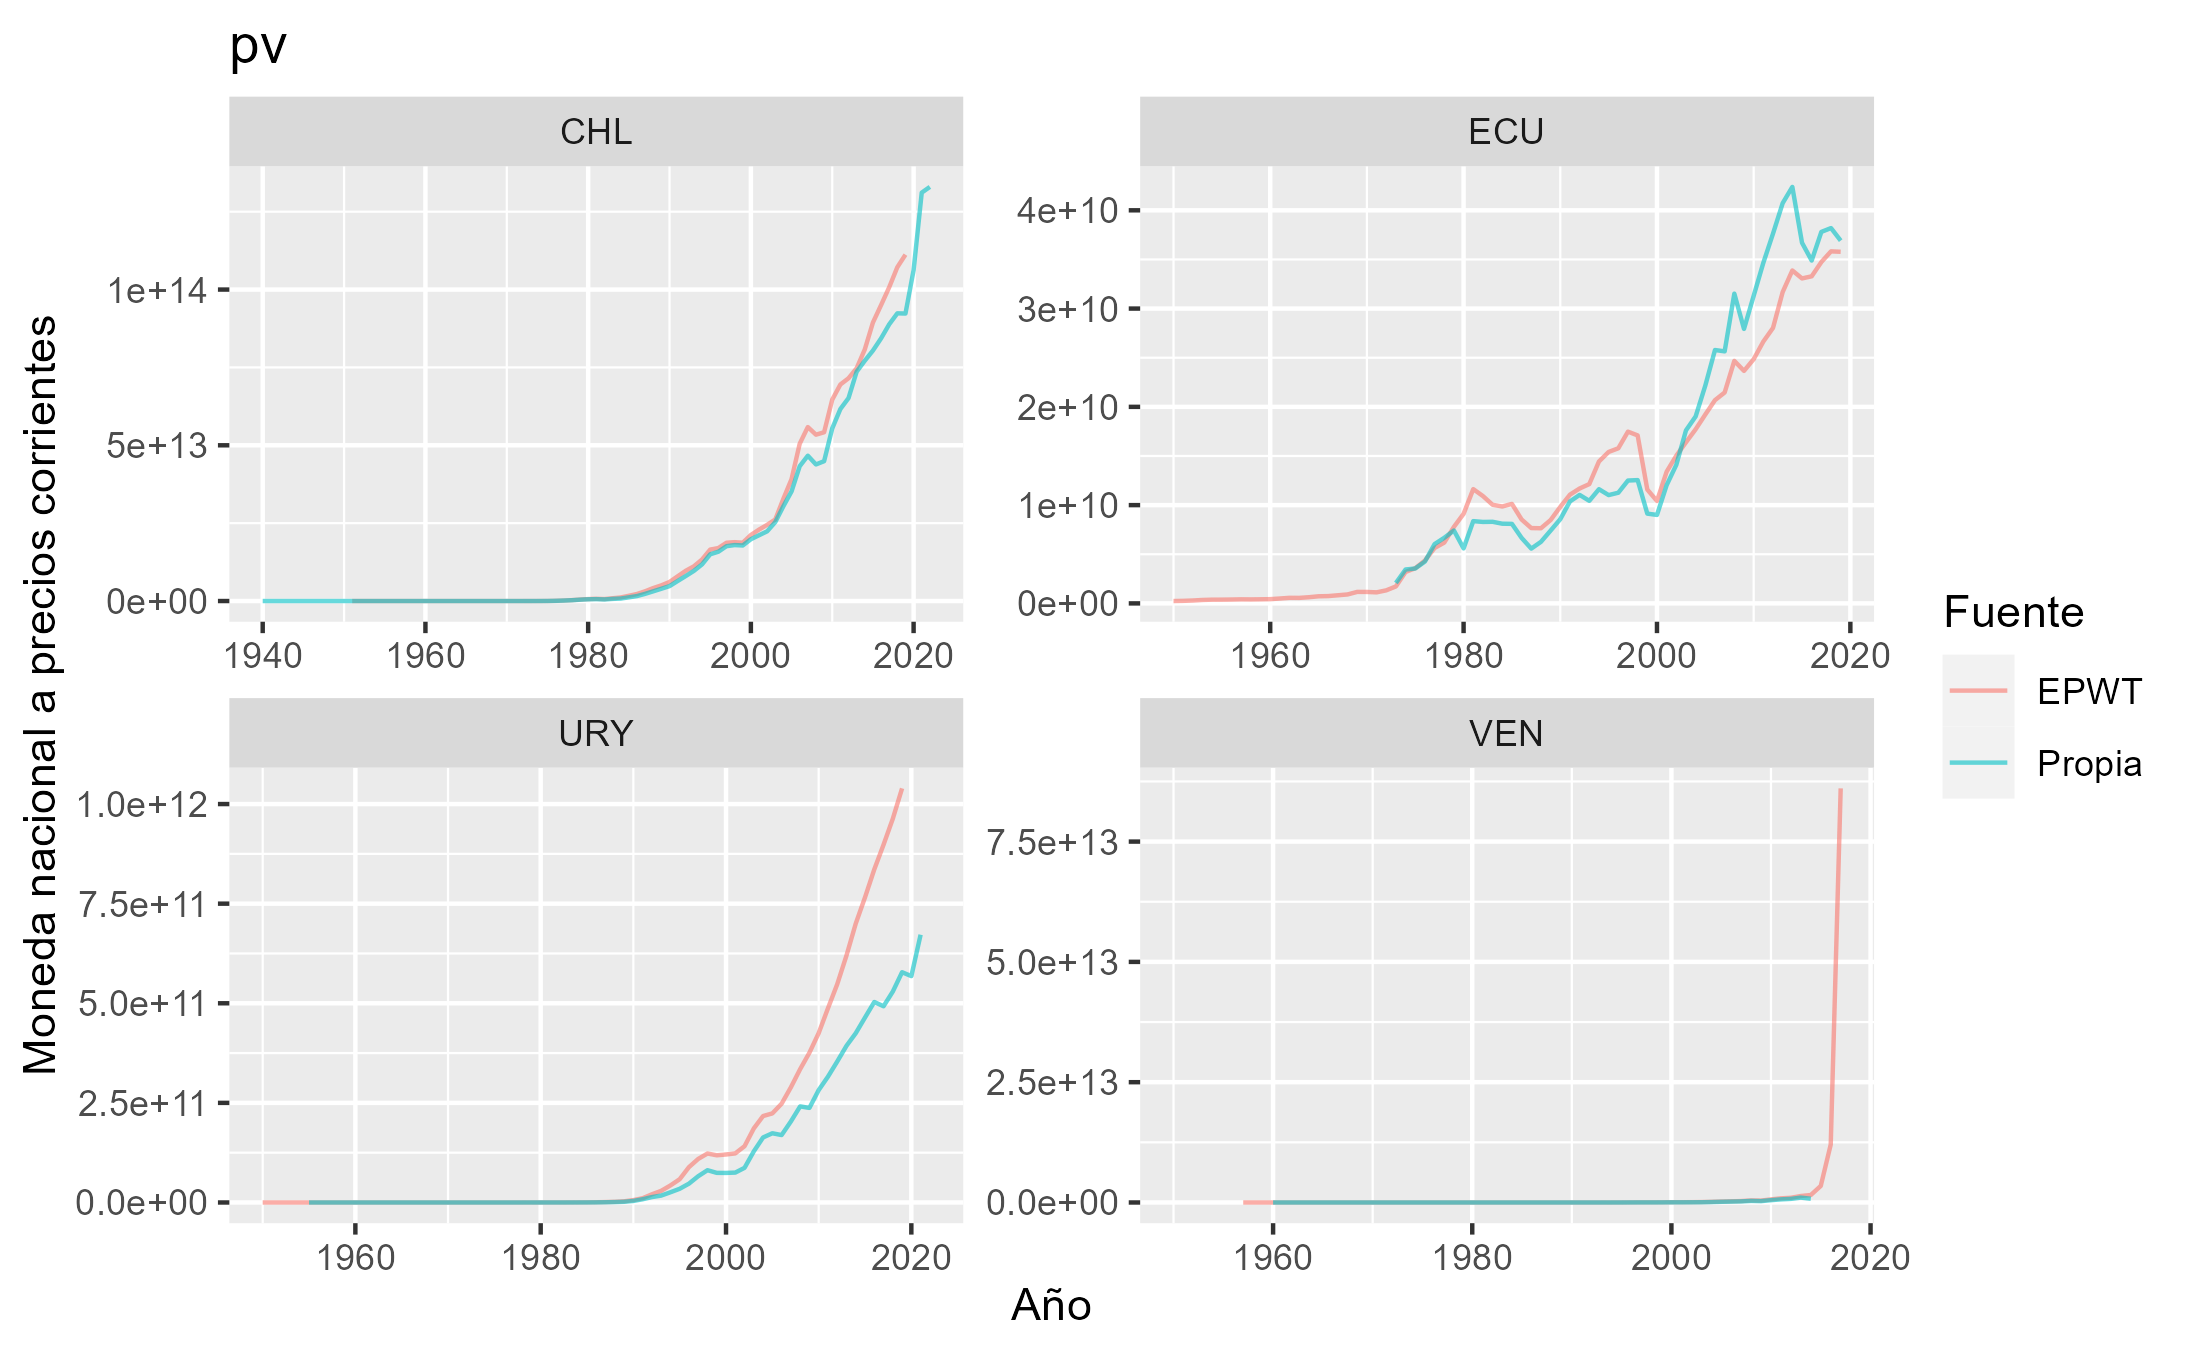 pv
Moneda nacional a precios corrientes
CHL
1e+14
5e+13
0e+00
1940 1960 1980 2000 2020
ECU
4e+10
3e+10
2e+10
1e+10
0e+00
1960 1980 2000 2020
URY
1.0e+12
7.5e+11
5.0e+11
2.5e+11
0.0e+00
1960 1980 2000 2020
VEN
7.5e+13
5.0e+13
2.5e+13
0.0e+00
1960 1980 2000 2020
Año
Fuente
EPWT
Propia